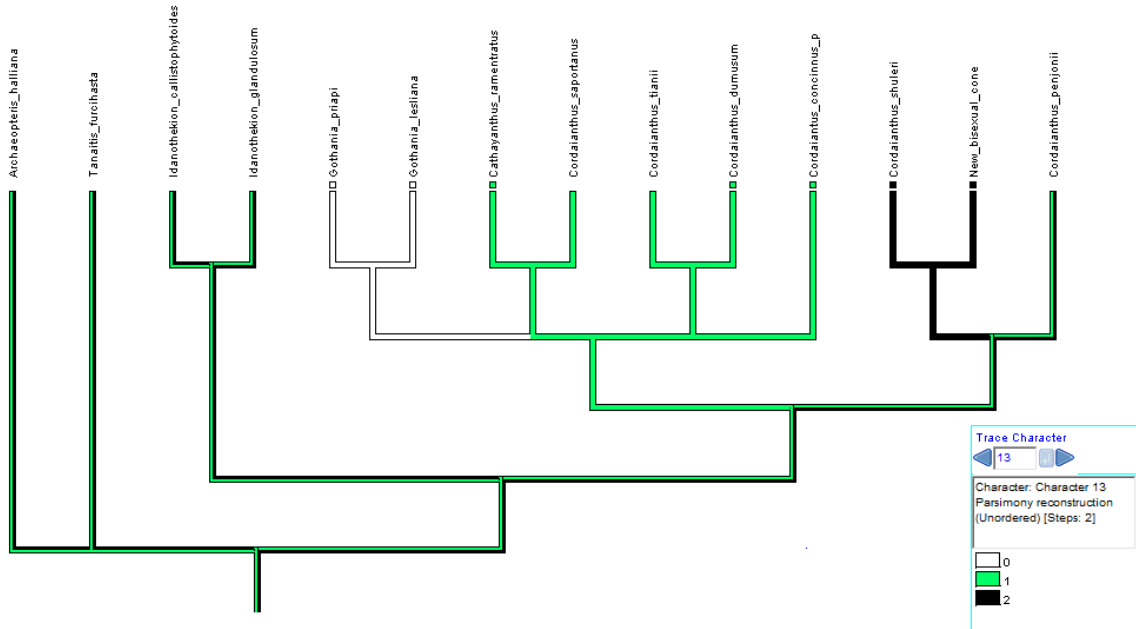 Archaeopteris_halliana
Tanaitis_furcihasta
Idanothekion_callistophytoides
Idanothekion_glandulosum
Gothania_priapi
Gothania_lesliana
Cathayanthus_ramentratus
Cordaianthus_saportanus
Cordaianthus_tianii
Cordaianthus_dumusum
Cordaiantus_concinnus_p
Cordaianthus_shuleri
New_bisexual_cone
Cordaianthus_penjonii
Trace Character
13
Character: Character 13
Parsimony reconstruction
(Unordered) [Steps: 2]
0
1
2